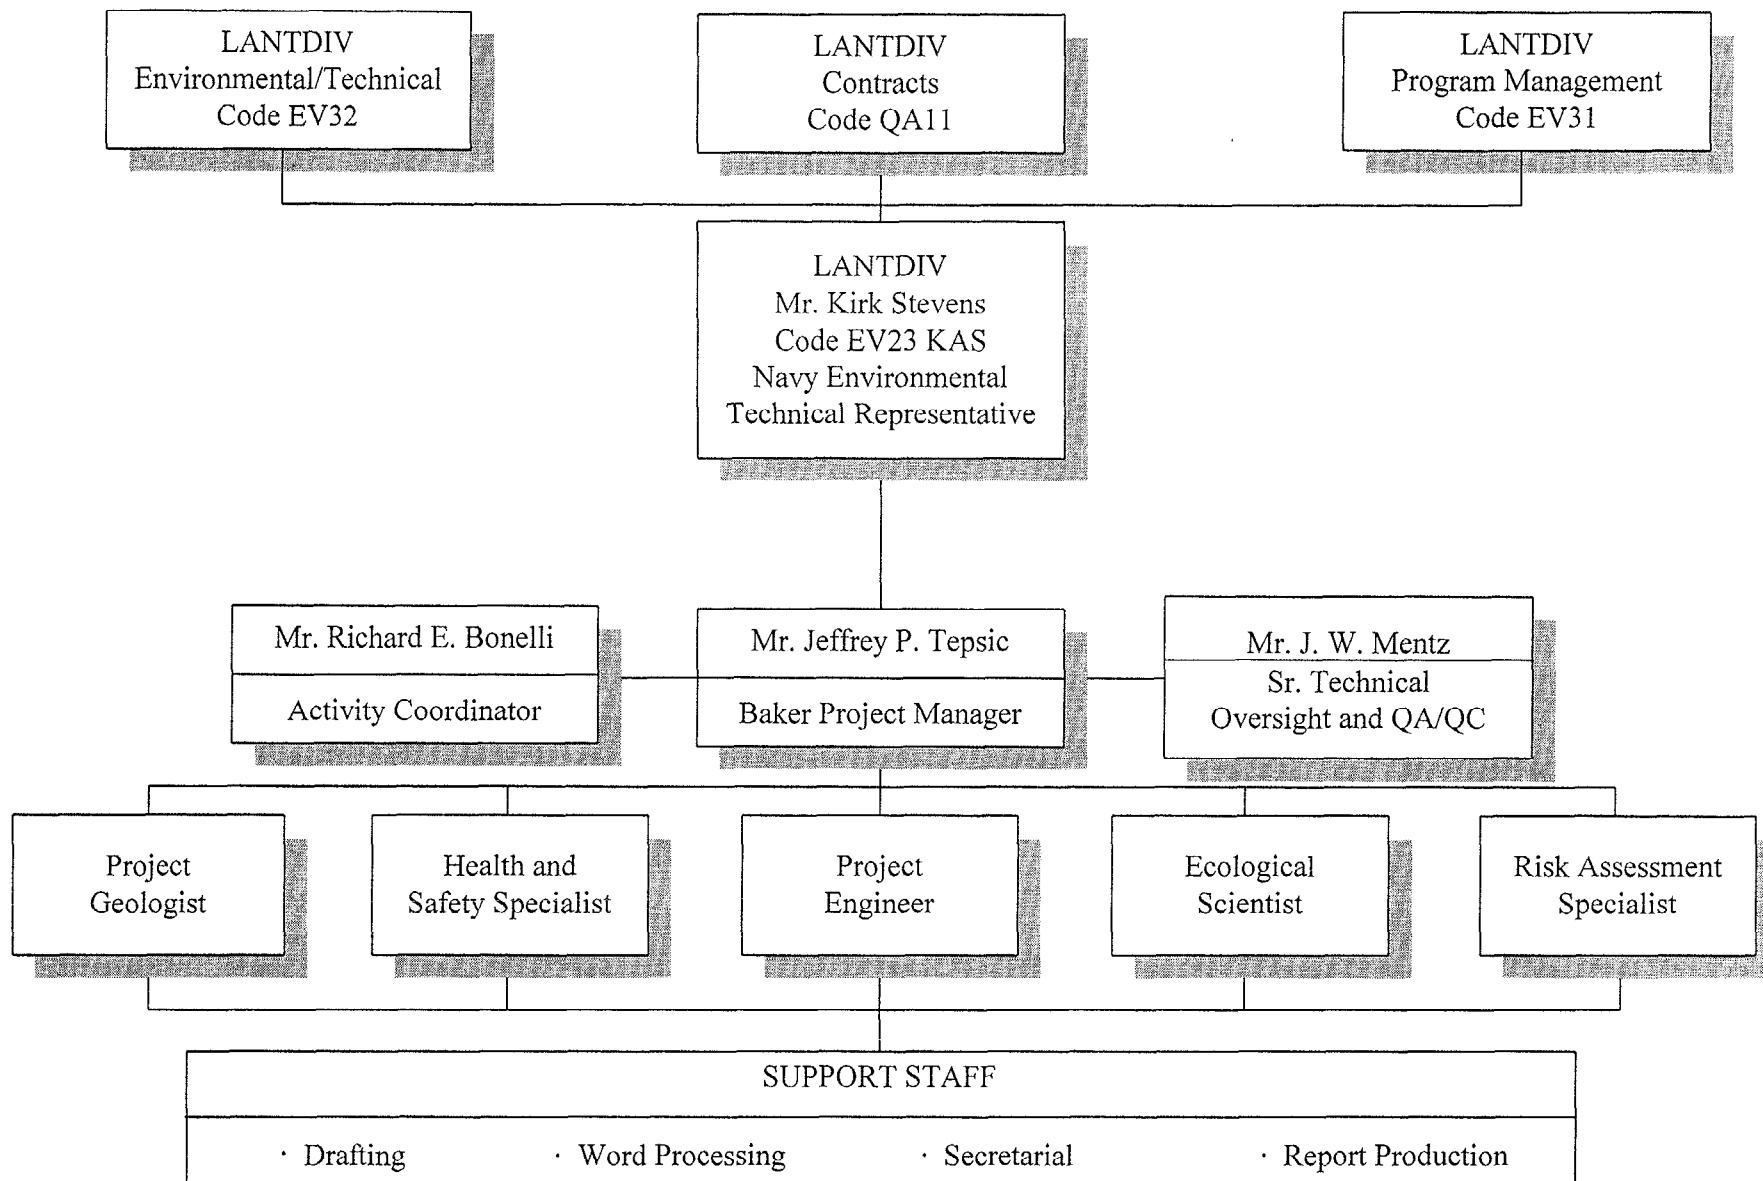 LANTDIV
Environmental/Technical
Code EV32
LANTDIV
Contracts
Code QA11
LANTDIV
Program Management
Code EV31
LANTDIV
Mr. Kirk Stevens
Code EV23 KAS
Navy Environmental
Technical Representative
Mr. Richard E. Bonelli
Activity Coordinator
Mr. Jeffrey P. Tepsic
Baker Project Manager
Mr. J. W. Mentz
Sr. Technical
Oversight and QA/QC
Project
Geologist
Health and
Safety Specialist
Project
Engineer
Ecological
Scientist
Risk Assessment
Specialist
SUPPORT STAFF
· Drafting · Word Processing · Secretarial · Report Production